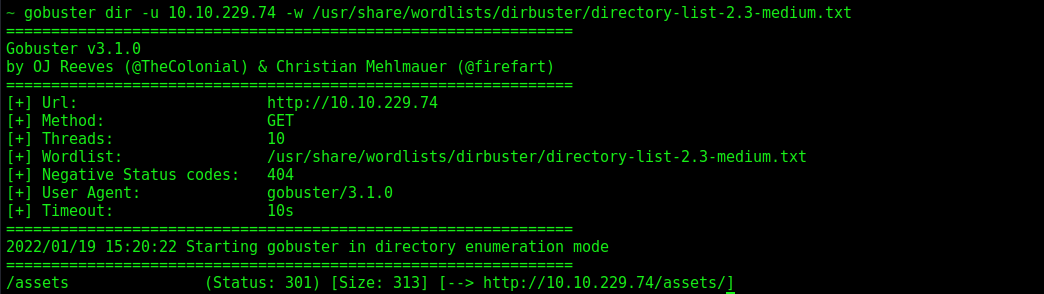 ~ gobuster dir -u 10.10.229.74 -w /usr/share/wordlists/dirbuster/directory-list-2.3-medium.txt
===============================================================
Gobuster v3.1.0
by OJ Reeves (@TheColonial) & Christian Mehlmauer (@firefart)
===============================================================
[+] Url:                     http://10.10.229.74
[+] Method:                  GET
[+] Threads:                 10
[+] Wordlist:                /usr/share/wordlists/dirbuster/directory-list-2.3-medium.txt
[+] Negative Status codes:   404
[+] User Agent:              gobuster/3.1.0
[+] Timeout:                 10s
===============================================================
2022/01/19 15:20:22 Starting gobuster in directory enumeration mode
===============================================================
/assets               (Status: 301) [Size: 313] [--> http://10.10.229.74/assets/]